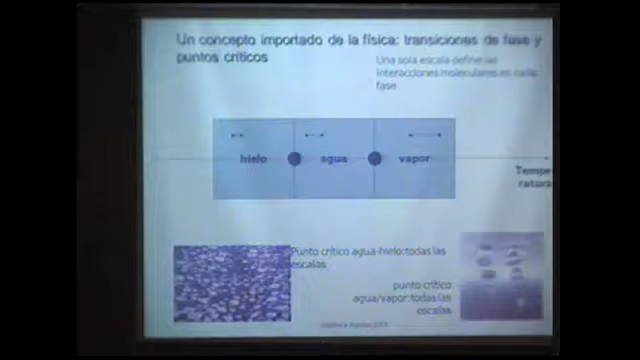 Un concepto importado de la física: transiciones de fase y
puntos críticos
Una sola escala define las
interacciones moleculares en cada
fase
hielo
agua
vapor
Tempe
ratura
Punto crítico agua-hielo:todas las
escalas
punto crítico
agua/vapor:todas las
escalas